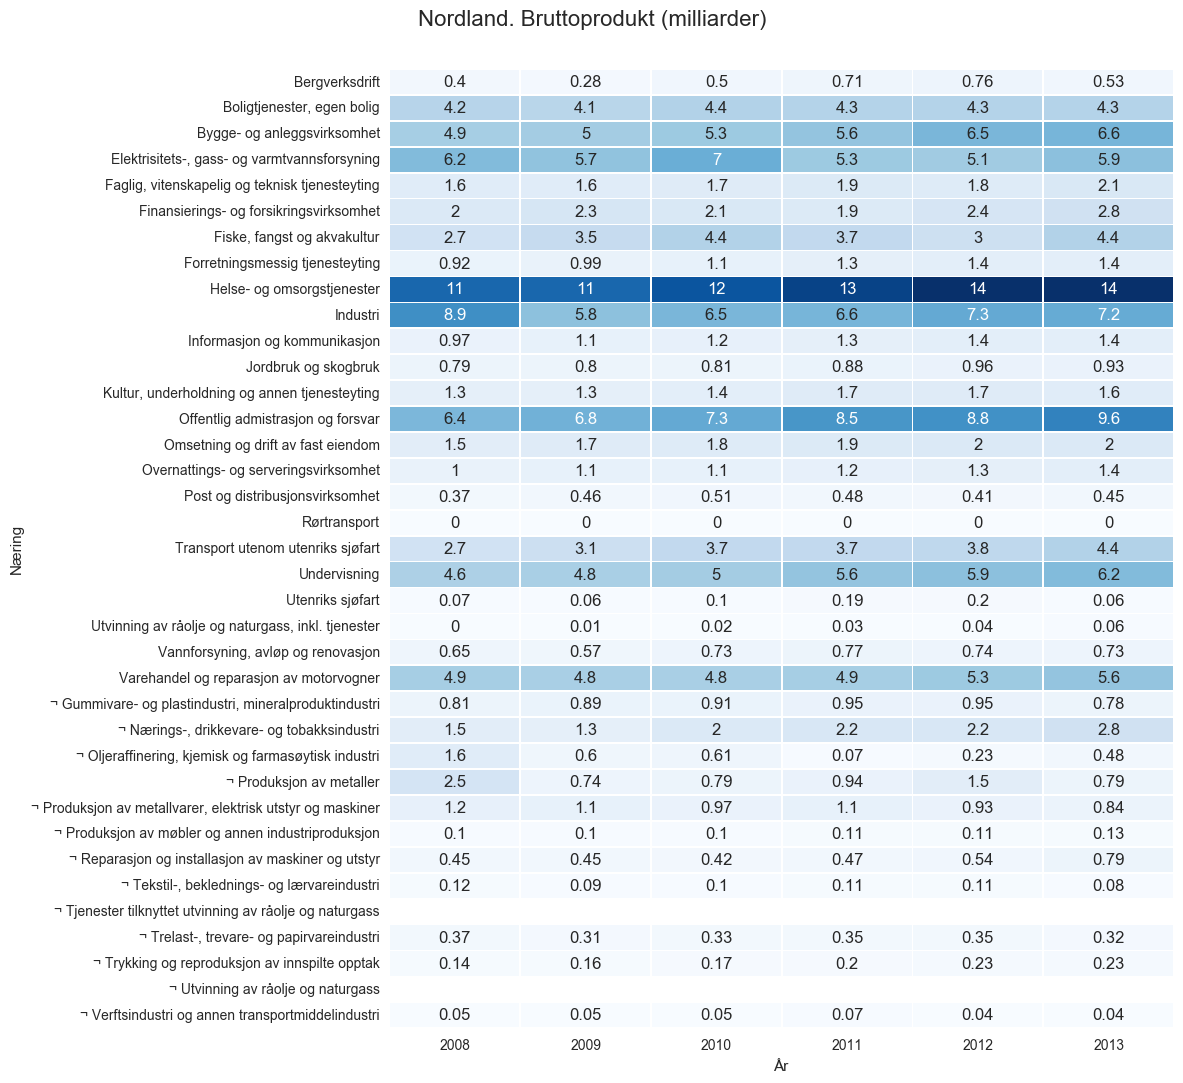 Nordland. Bruttoprodukt (milliarder)
Bergverksdrift 0.4 0.28 0.5 0.71 0.76 0.53
Boligtjenester, egen bolig 4.2 4.1 4.4 4.3 4.3 4.3
Bygge- og anleggsvirksomhet 4.9 5 5.3 5.6 6.5 6.6
Elektrisitets-, gass- og varmtvannsforsyning 6.2 5.7 7 5.3 5.1 5.9
Faglig, vitenskapelig og teknisk tjenesteyting 1.6 1.6 1.7 1.9 1.8 2.1
Finansierings- og forsikringsvirksomhet 2 2.3 2.1 1.9 2.4 2.8
Fiske, fangst og akvakultur 2.7 3.5 4.4 3.7 3 4.4
Forretningsmessig tjenesteyting 0.92 0.99 1.1 1.3 1.4 1.4
Helse- og omsorgstjenester 11 11 12 13 14 14
Industri 8.9 5.8 6.5 6.6 7.3 7.2
Informasjon og kommunikasjon 0.97 1.1 1.2 1.3 1.4 1.4
Jordbruk og skogbruk 0.79 0.8 0.81 0.88 0.96 0.93
Kultur, underholdning og annen tjenesteyting 1.3 1.3 1.4 1.7 1.7 1.6
Offentlig admistrasjon og forsvar 6.4 6.8 7.3 8.5 8.8 9.6
Omsetning og drift av fast eiendom 1.5 1.7 1.8 1.9 2 2
Overnattings- og serveringsvirksomhet 1 1.1 1.1 1.2 1.3 1.4
Post og distribusjonsvirksomhet 0.37 0.46 0.51 0.48 0.41 0.45
Rørtransport 0 0 0 0 0 0
Transport utenom utenriks sjøfart 2.7 3.1 3.7 3.7 3.8 4.4
Undervisning 4.6 4.8 5 5.6 5.9 6.2
Utenriks sjøfart 0.07 0.06 0.1 0.19 0.2 0.06
Utvinning av råolje og naturgass, inkl. tjenester 0 0.01 0.02 0.03 0.04 0.06
Vannforsyning, avløp og renovasjon 0.65 0.57 0.73 0.77 0.74 0.73
Varehandel og reparasjon av motorvogner 4.9 4.8 4.8 4.9 5.3 5.6
¬ Gummivare- og plastindustri, mineralproduktindustri 0.81 0.89 0.91 0.95 0.95 0.78
¬ Nærings-, drikkevare- og tobakksindustri 1.5 1.3 2 2.2 2.2 2.8
¬ Oljeraffinering, kjemisk og farmasøytisk industri 1.6 0.6 0.61 0.07 0.23 0.48
¬ Produksjon av metaller 2.5 0.74 0.79 0.94 1.5 0.79
¬ Produksjon av metallvarer, elektrisk utstyr og maskiner 1.2 1.1 0.97 1.1 0.93 0.84
¬ Produksjon av møbler og annen industriproduksjon 0.1 0.1 0.1 0.11 0.11 0.13
¬ Reparasjon og installasjon av maskiner og utstyr 0.45 0.45 0.42 0.47 0.54 0.79
¬ Tekstil-, beklednings- og lærvareindustri 0.12 0.09 0.1 0.11 0.11 0.08
¬ Tjenester tilknyttet utvinning av råolje og naturgass
¬ Trelast-, trevare- og papirvareindustri 0.37 0.31 0.33 0.35 0.35 0.32
¬ Trykking og reproduksjon av innspilte opptak 0.14 0.16 0.17 0.2 0.23 0.23
¬ Utvinning av råolje og naturgass
¬ Verftsindustri og annen transportmiddelindustri 0.05 0.05 0.05 0.07 0.04 0.04
2008 2009 2010 2011 2012 2013
År
Næring